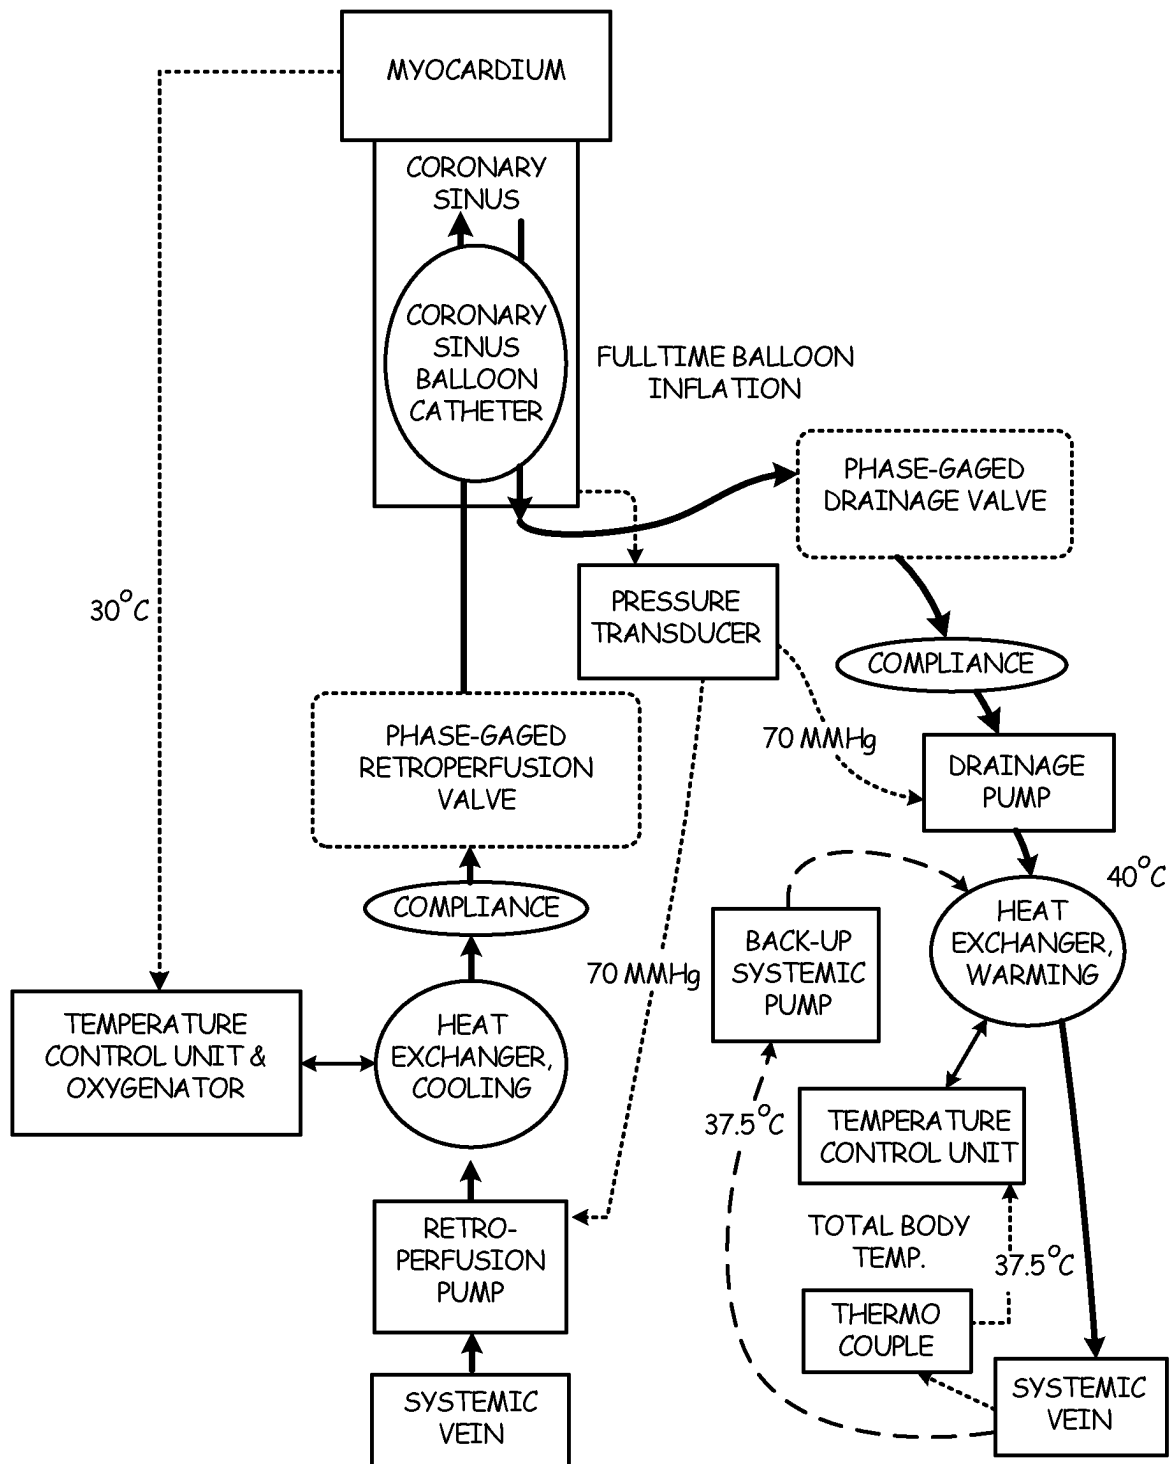 MYOCARDIUM
CORONARY
SINUS
CORONARY
SINUS
BALLOON
CATHETER
FULLTIME BALLOON
INFLATION
PHASE-GAGED
DRAINAGE VALVE
30°C
PRESSURE
TRANSDUCER
COMPLIANCE
70 MMHg
PHASE-GAGED
RETROPERFUSION
VALVE
DRAINAGE
PUMP
40°C
COMPLIANCE
HEAT
EXCHANGER,
WARMING
BACK-UP
SYSTEMIC
PUMP
70 MMHg
TEMPERATURE
CONTROL UNIT &
OXYGENATOR
HEAT
EXCHANGER,
COOLING
37.5°C
TEMPERATURE
CONTROL UNIT
RETRO-
PERFUSION
PUMP
TOTAL BODY
TEMP.
37.5°C
THERMO
COUPLE
SYSTEMIC
VEIN
SYSTEMIC
VEIN